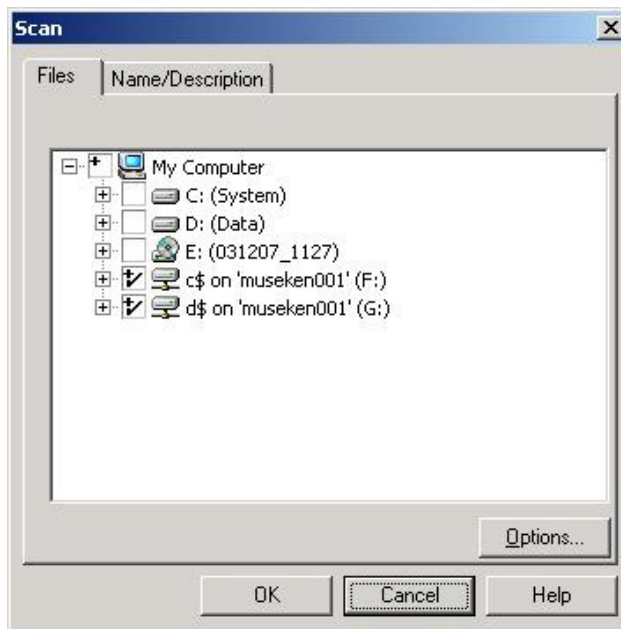 Scan
Files Name/Description
My Computer
C: (System)
D: (Data)
E: (031207_1127)
c$ on 'museken001' (F:)
d$ on 'museken001' (G:)
Options...
OK Cancel Help